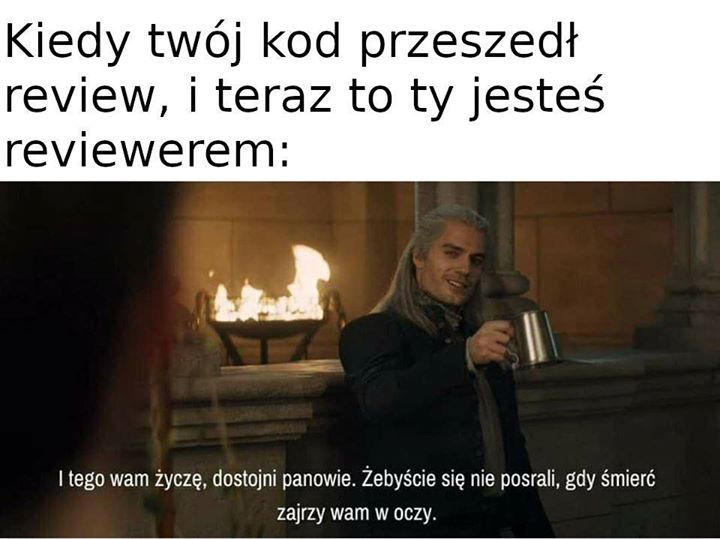 Kiedy twój kod przeszedł
review, i teraz to ty jesteś
reviewerem:
I tego wam życzę, dostojni panowie. Żebyście się nie posrali, gdy śmierć
zajrzy wam w oczy.